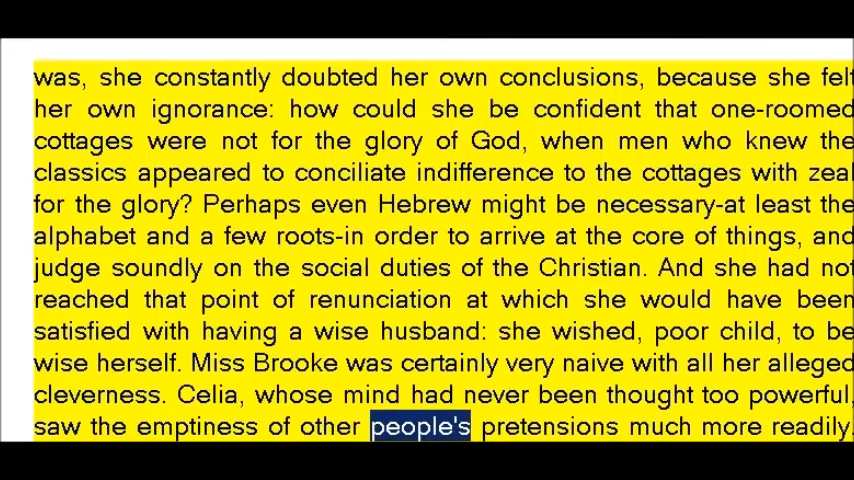 was, she constantly doubted her own conclusions, because she felt
her own ignorance: how could she be confident that one-roomed
cottages were not for the glory of God, when men who knew the
classics appeared to conciliate indifference to the cottages with zeal
for the glory? Perhaps even Hebrew might be necessary-at least the
alphabet and a few roots-in order to arrive at the core of things, and
judge soundly on the social duties of the Christian. And she had not
reached that point of renunciation at which she would have been
satisfied with having a wise husband: she wished, poor child, to be
wise herself. Miss Brooke was certainly very naive with all her alleged
cleverness. Celia, whose mind had never been thought too powerful,
saw the emptiness of other people's pretensions much more readily.